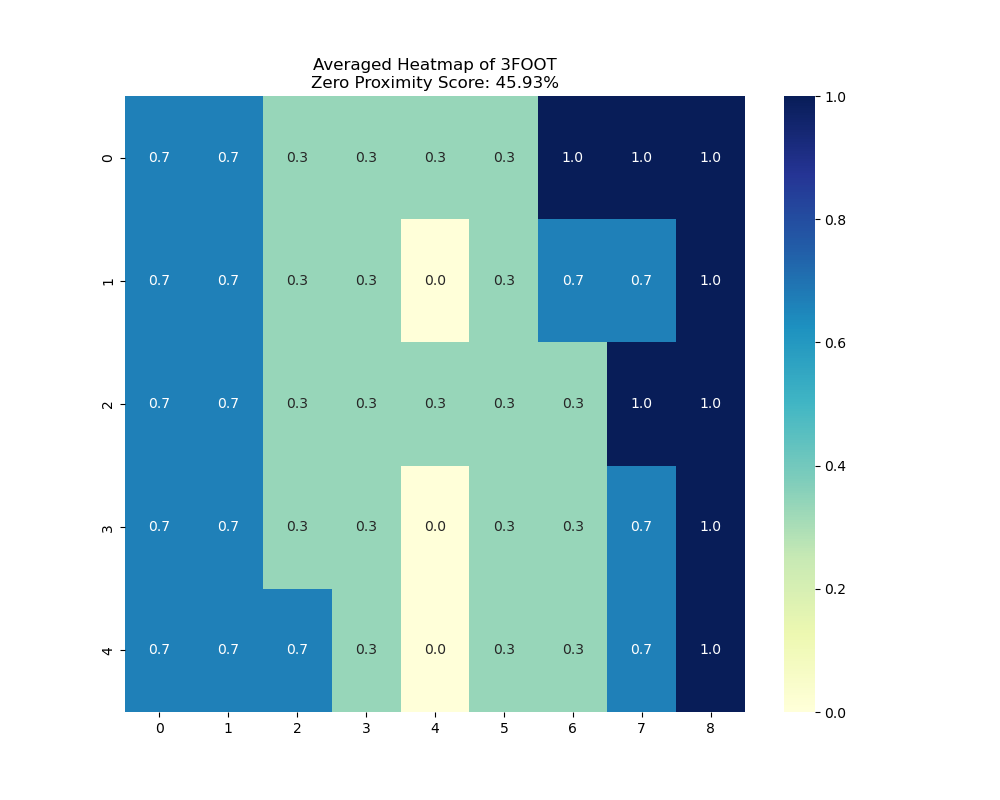 Averaged Heatmap of 3FOOT
Zero Proximity Score: 45.93%
0 0.7 0.7 0.3 0.3 0.3 0.3 1.0 1.0 1.0
1 0.7 0.7 0.3 0.3 0.0 0.3 0.7 0.7 1.0
2 0.7 0.7 0.3 0.3 0.3 0.3 0.3 1.0 1.0
3 0.7 0.7 0.3 0.3 0.0 0.3 0.3 0.7 1.0
4 0.7 0.7 0.7 0.3 0.0 0.3 0.3 0.7 1.0
0 1 2 3 4 5 6 7 8
1.0
0.8
0.6
0.4
0.2
0.0